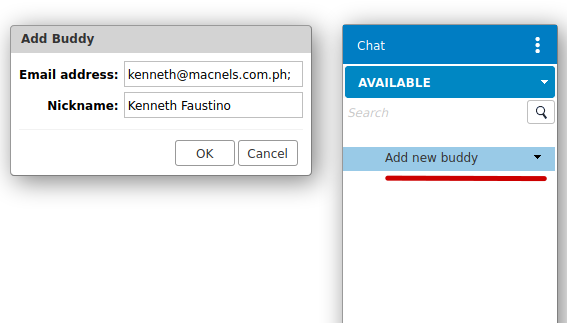 Add Buddy
Email address: kenneth@macnels.com.ph;
Nickname: Kenneth Faustino
OK Cancel
Chat
AVAILABLE
Search
Add new buddy